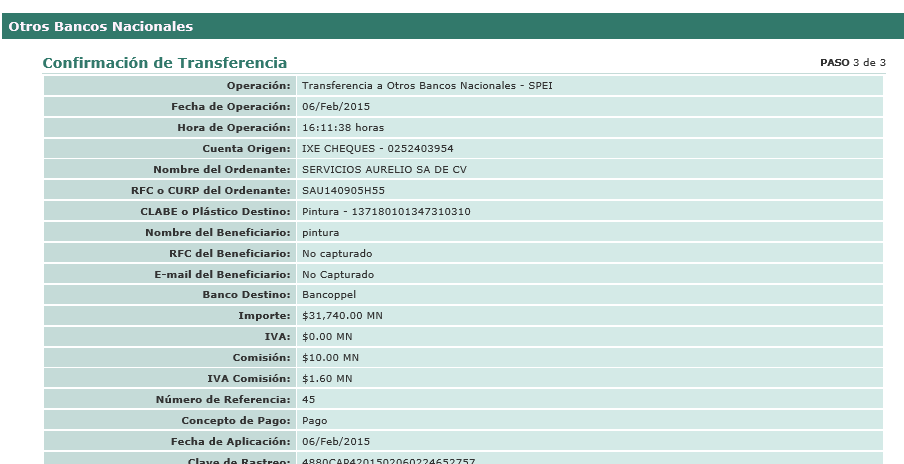 Otros Bancos Nacionales
Confirmación de Transferencia PASO 3 de 3
Operación: Transferencia a Otros Bancos Nacionales - SPEI
Fecha de Operación: 06/Feb/2015
Hora de Operación: 16:11:38 horas
Cuenta Origen: IXE CHEQUES - 0252403954
Nombre del Ordenante: SERVICIOS AURELIO SA DE CV
RFC o CURP del Ordenante: SAU140905H55
CLABE o Plástico Destino: Pintura - 137180101347310310
Nombre del Beneficiario: pintura
RFC del Beneficiario: No capturado
E-mail del Beneficiario: No Capturado
Banco Destino: Bancoppel
Importe: $31,740.00 MN
IVA: $0.00 MN
Comisión: $10.00 MN
IVA Comisión: $1.60 MN
Número de Referencia: 45
Concepto de Pago: Pago
Fecha de Aplicación: 06/Feb/2015
Clave de Rastreo: 4880CAP4201502060224652757